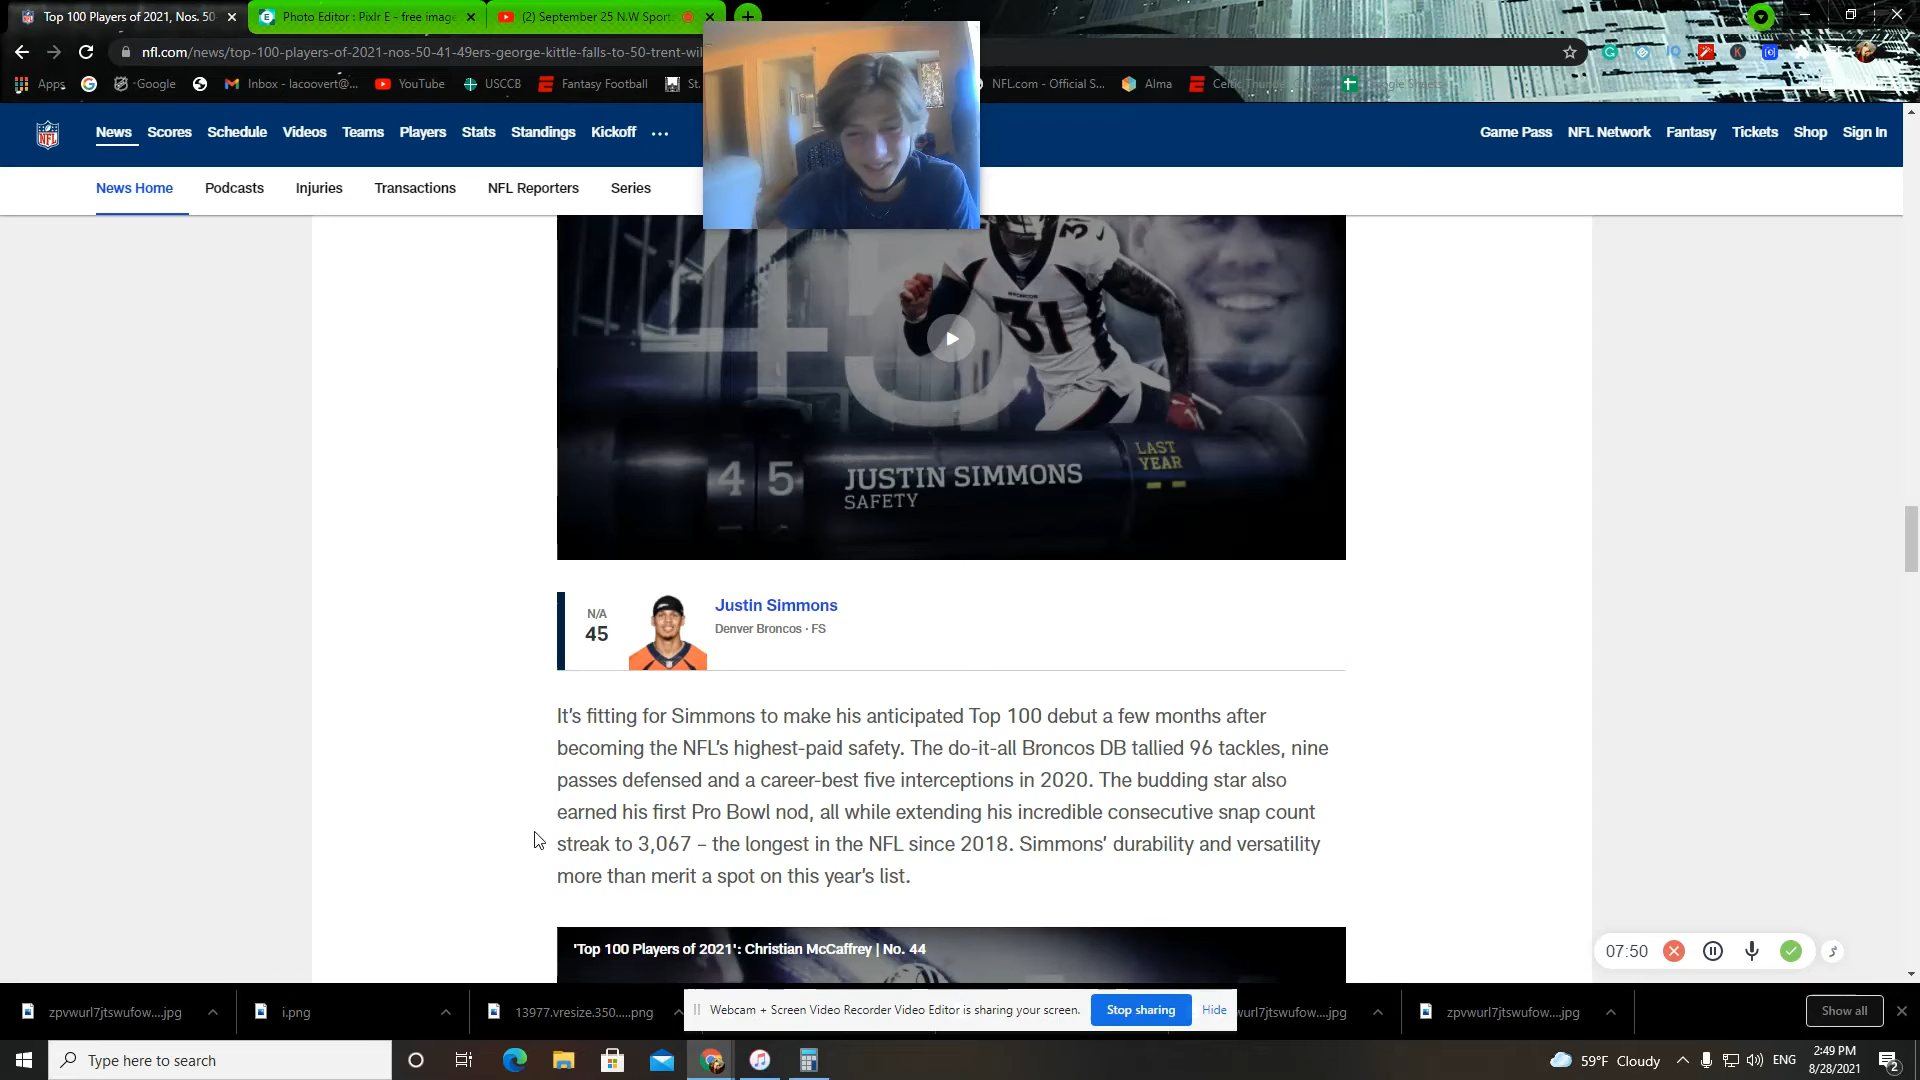 Top 100 Players of 2021, Nos. 50
Photo Editor : Pixlr E - free image
(2) September 25 N.W Sport
nfl.com/news/top-100-players-of-2021-nos-50-41-49ers-george-kittle-falls-to-50-trent-wil
Apps
-Google
Inbox - lacoovert@...
YouTube
USCCB
Fantasy Football
St.
NFL.com - Official S...
Alma
NFL
News
Scores
Schedule
Videos
Teams
Players
Stats
Standings
Kickoff
Game Pass
NFL Network
Fantasy
Tickets
Shop
Sign In
News Home
Podcasts
Injuries
Transactions
NFL Reporters
Series
45
BRONCOS
31
45
JUSTIN SIMMONS
SAFETY
LAST
YEAR
--
N/A
45
Justin Simmons
Denver Broncos · FS
It's fitting for Simmons to make his anticipated Top 100 debut a few months after
becoming the NFL's highest-paid safety. The do-it-all Broncos DB tallied 96 tackles, nine
passes defensed and a career-best five interceptions in 2020. The budding star also
earned his first Pro Bowl nod, all while extending his incredible consecutive snap count
streak to 3,067 – the longest in the NFL since 2018. Simmons' durability and versatility
more than merit a spot on this year's list.
'Top 100 Players of 2021': Christian McCaffrey | No. 44
07:50
zpvwurl7jtswufow....jpg
i.png
13977.vresize.350.....png
Webcam + Screen Video Recorder Video Editor is sharing your screen.
Stop sharing
Hide
wurl7jtswufow....jpg
zpvwurl7jtswufow....jpg
Show all
Type here to search
59°F Cloudy
ENG
2:49 PM
8/28/2021
2